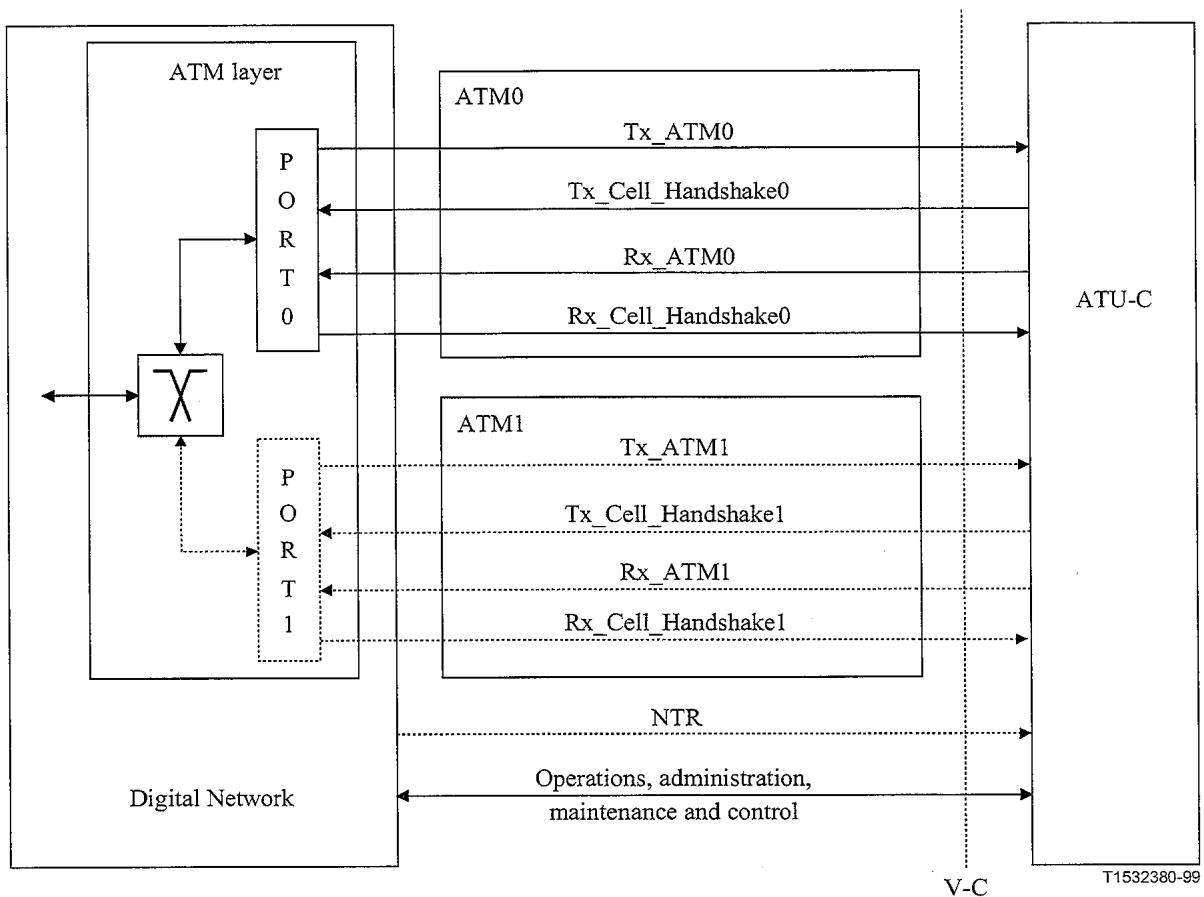 ATM layer
ATM0
Tx_ATM0
Tx_Cell_Handshake0
Rx_ATM0
Rx_Cell_Handshake0
P
O
R
T
0
ATU-C
ATM1
Tx_ATM1
Tx_Cell_Handshake1
Rx_ATM1
Rx_Cell_Handshake1
P
O
R
T
1
NTR
Operations, administration,
maintenance and control
Digital Network
V-C
T1532380-99